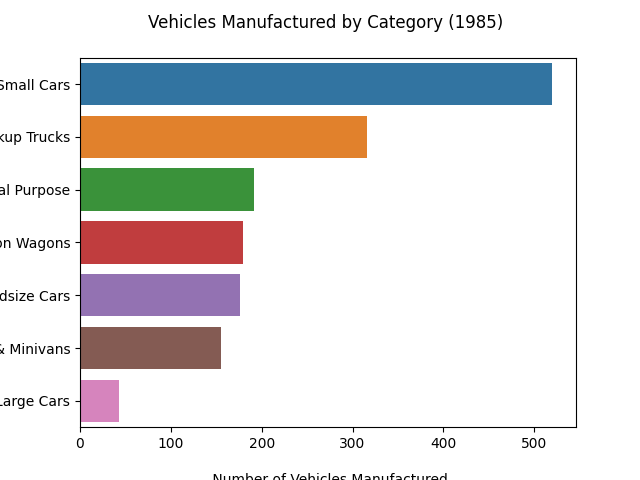 Vehicles Manufactured by Category (1985)
Small Cars
kup Trucks
al Purpose
on Wagons
dsize Cars
& Minivans
Large Cars
0 100 200 300 400 500
Number of Vehicles Manufactured